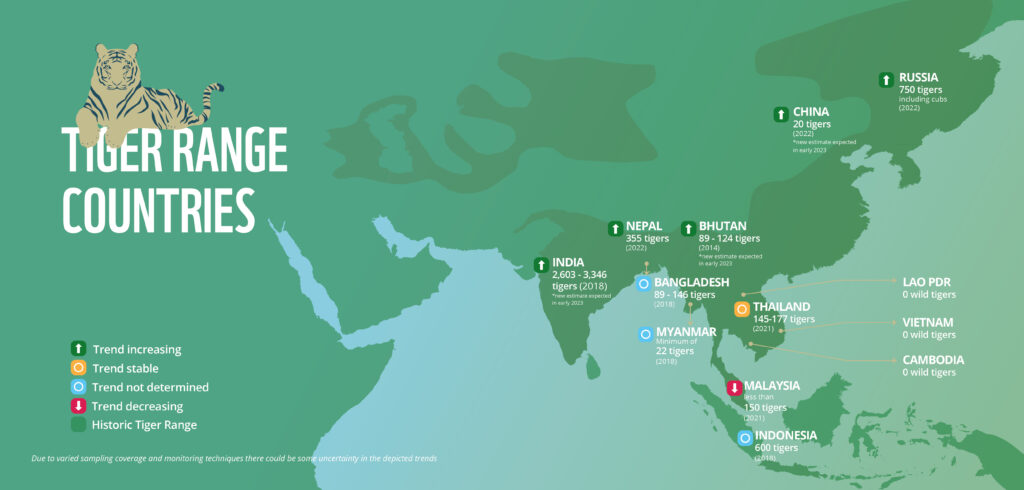 TIGER RANGE
COUNTRIES
RUSSIA
750 tigers
including cubs
(2022)
CHINA
20 tigers
(2022)
*new estimate expected
in early 2023
NEPAL
355 tigers
(2022)
BHUTAN
89 - 124 tigers
(2014)
*new estimate expected
in early 2023
INDIA
2,603 - 3,346
tigers (2018)
*new estimate expected
in early 2023
BANGLADESH
89 - 146 tigers
(2018)
LAO PDR
0 wild tigers
THAILAND
145-177 tigers
(2021)
MYANMAR
Minimum of
22 tigers
(2018)
VIETNAM
0 wild tigers
CAMBODIA
0 wild tigers
MALAYSIA
less than
150 tigers
(2021)
INDONESIA
600 tigers
(2018)
Trend increasing
Trend stable
Trend not determined
Trend decreasing
Historic Tiger Range
Due to varied sampling coverage and monitoring techniques there could be some uncertainty in the depicted trends